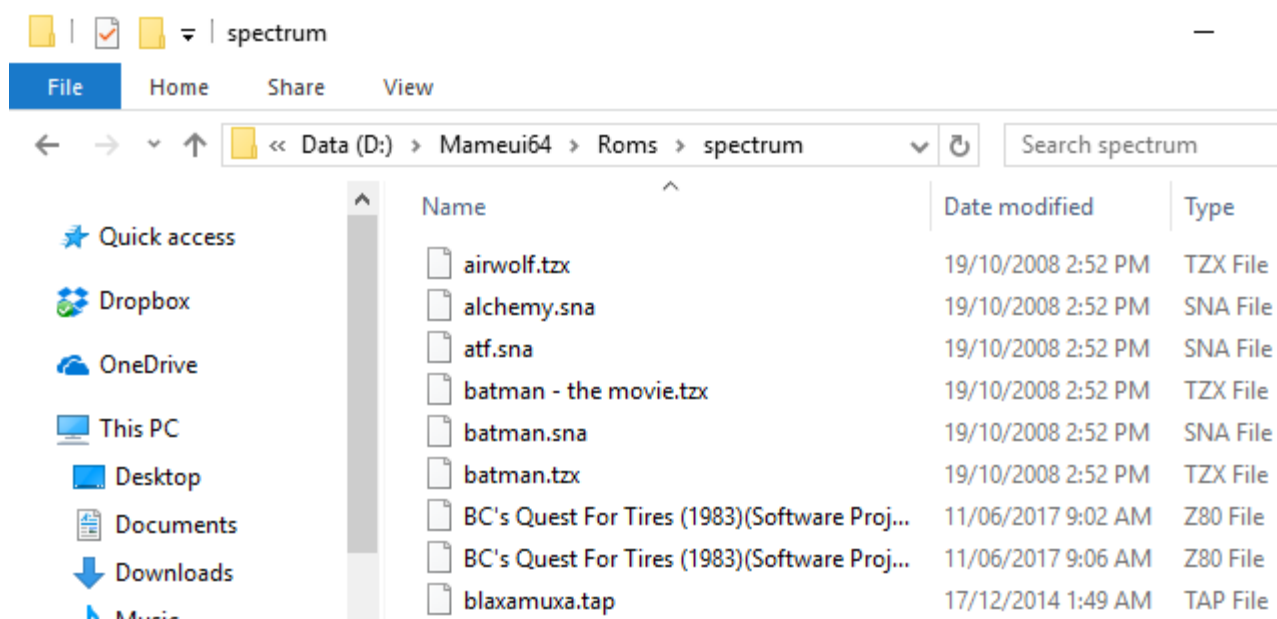 spectrum
File Home Share View
« Data (D:) > Mameui64 > Roms > spectrum Search spectrum
Name Date modified Type
Quick access
Dropbox
OneDrive
This PC
Desktop
Documents
Downloads
Music
airwolf.tzx 19/10/2008 2:52 PM TZX File
alchemy.sna 19/10/2008 2:52 PM SNA File
atf.sna 19/10/2008 2:52 PM SNA File
batman - the movie.tzx 19/10/2008 2:52 PM TZX File
batman.sna 19/10/2008 2:52 PM SNA File
batman.tzx 19/10/2008 2:52 PM TZX File
BC's Quest For Tires (1983)(Software Proj... 11/06/2017 9:02 AM Z80 File
BC's Quest For Tires (1983)(Software Proj... 11/06/2017 9:06 AM Z80 File
blaxamuxa.tap 17/12/2014 1:49 AM TAP File